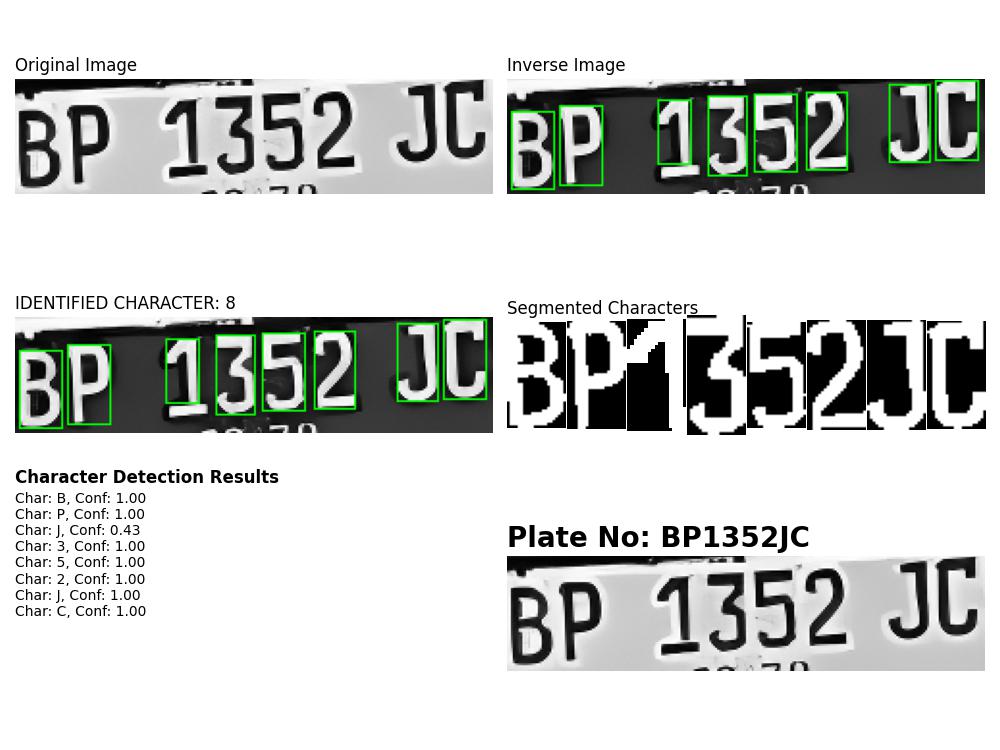 Original Image
BP 1352 JC
Inverse Image
BP 1352 JC
IDENTIFIED CHARACTER: 8
BP 1352 JC
Segmented Characters
BP1352JC
Character Detection Results
Char: B, Conf: 1.00
Char: P, Conf: 1.00
Char: J, Conf: 0.43
Char: 3, Conf: 1.00
Char: 5, Conf: 1.00
Char: 2, Conf: 1.00
Char: J, Conf: 1.00
Char: C, Conf: 1.00
Plate No: BP1352JC
BP 1352 JC